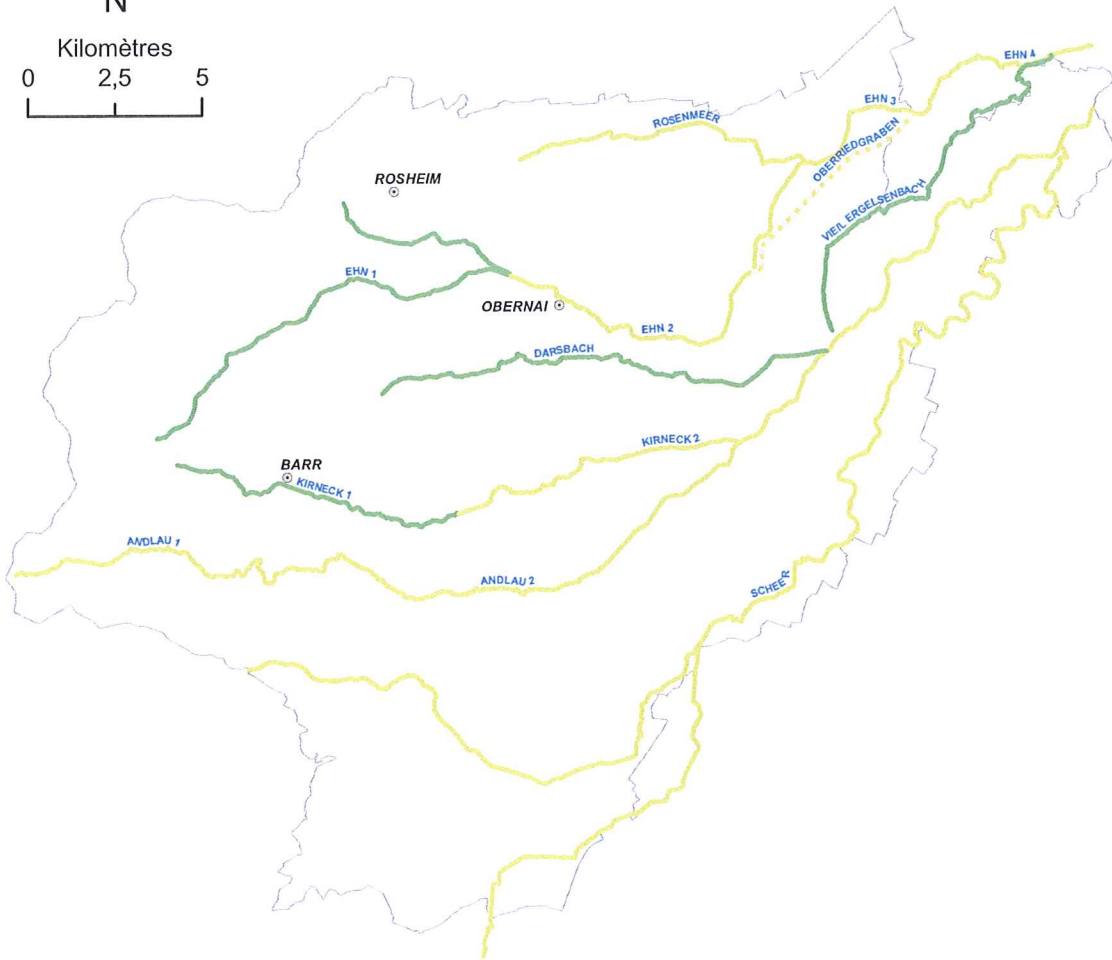 N
Kilomètres
0 2,5 5
EHN 4
EHN 3
ROSENMEER
OBERRIEDGRABEN
ROSHEIM
VIEIL ERGELSENBACH
EHN 1
OBERNAI
EHN 2
DARSBACH
KIRNECK 2
BARR
KIRNECK 1
ANDLAU 1
ANDLAU 2
SCHEER